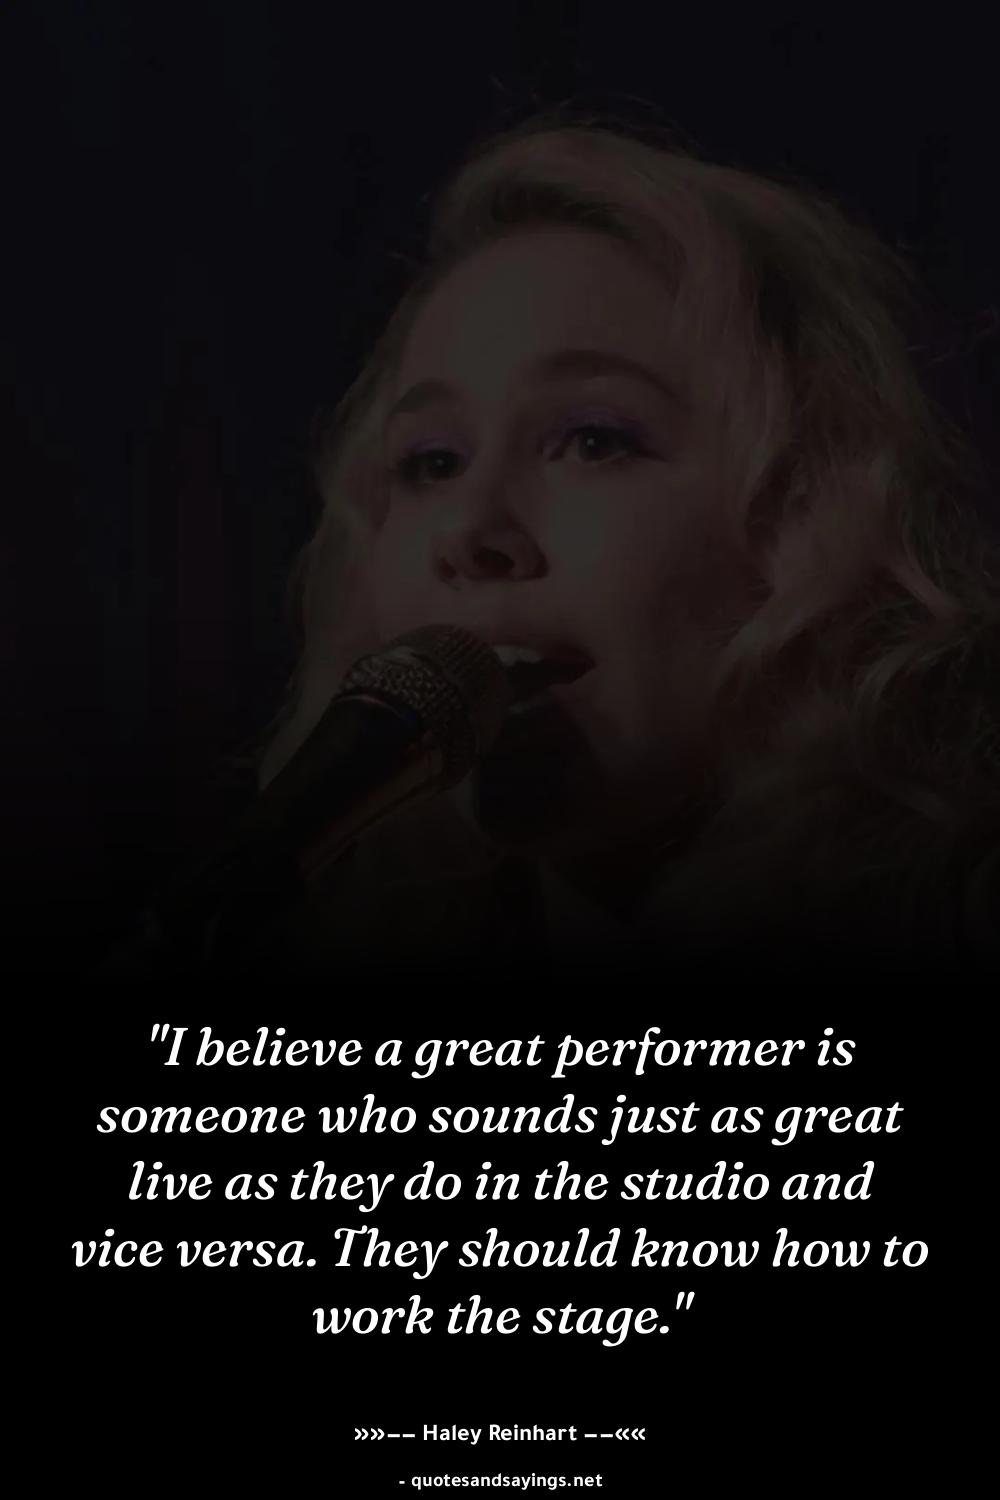 "I believe a great performer is
someone who sounds just as great
live as they do in the studio and
vice versa. They should know how to
work the stage."
»»–– Haley Reinhart ––««
- quotesandsayings.net